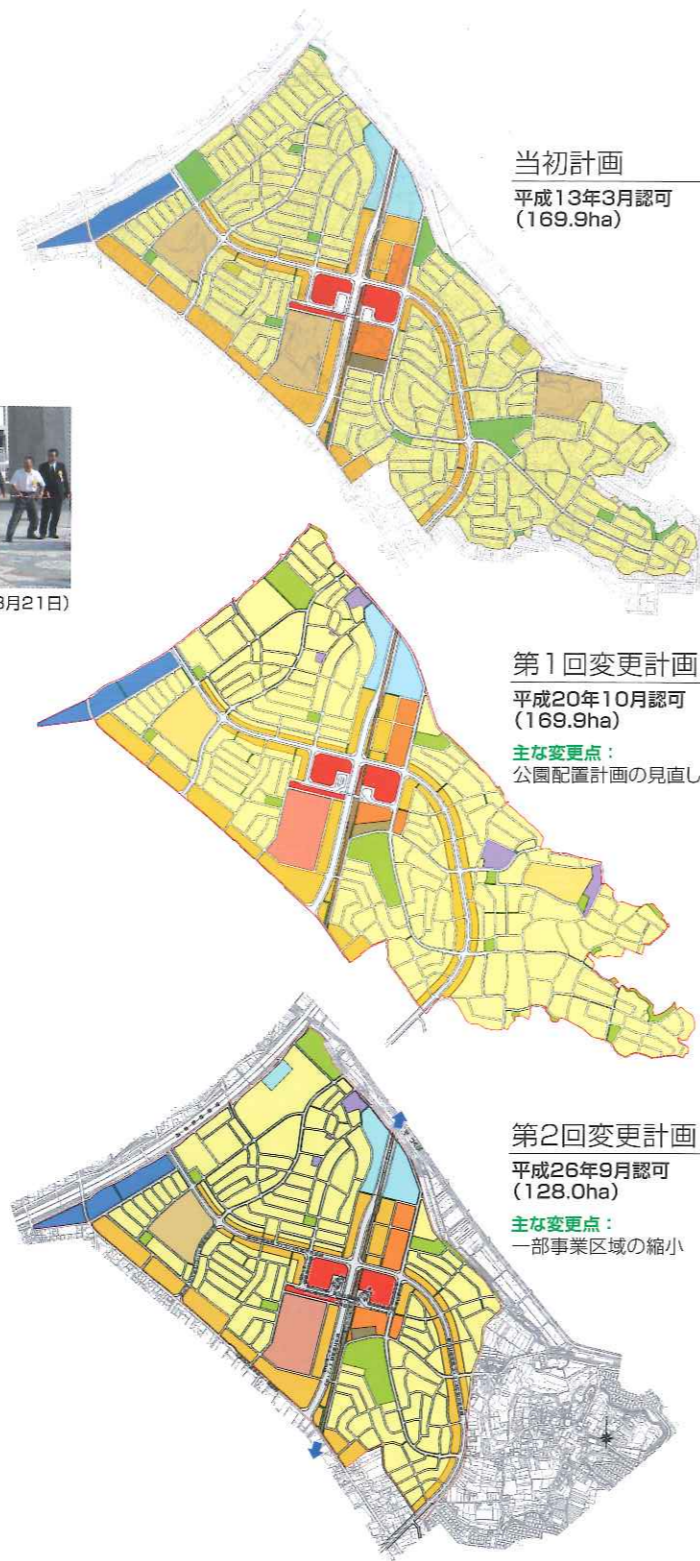 当初計画
平成13年3月認可
(169.9ha)
月21日)
第1回変更計画
平成20年10月認可
(169.9ha)
主な変更点：
公園配置計画の見直し
第2回変更計画
平成26年9月認可
(128.0ha)
主な変更点：
一部事業区域の縮小